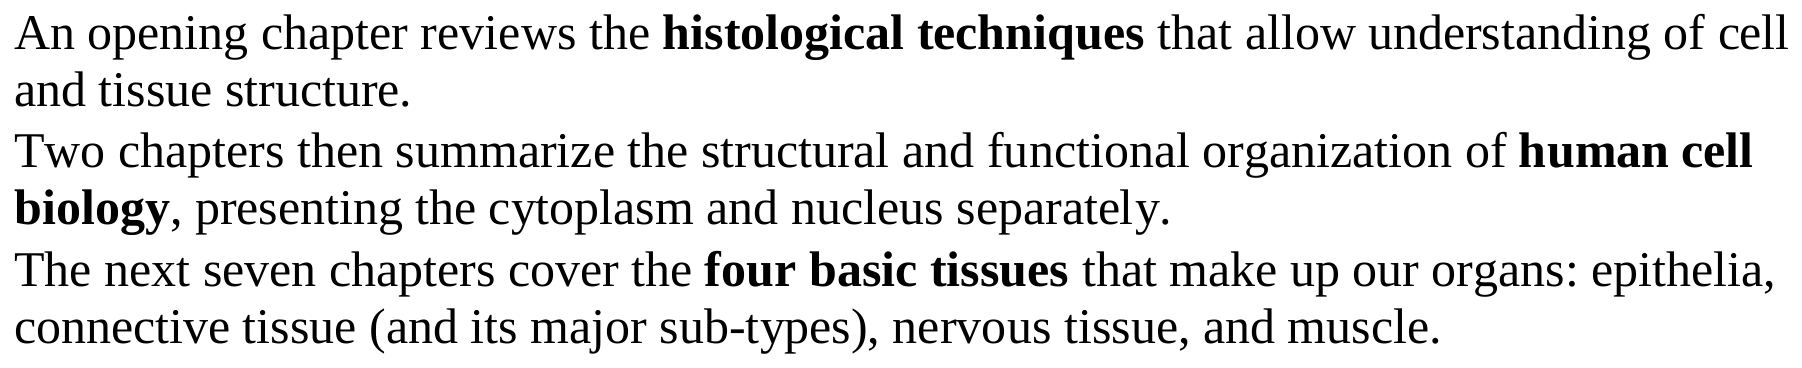 An opening chapter reviews the histological techniques that allow understanding of cell
and tissue structure.
Two chapters then summarize the structural and functional organization of human cell
biology, presenting the cytoplasm and nucleus separately.
The next seven chapters cover the four basic tissues that make up our organs: epithelia,
connective tissue (and its major sub-types), nervous tissue, and muscle.